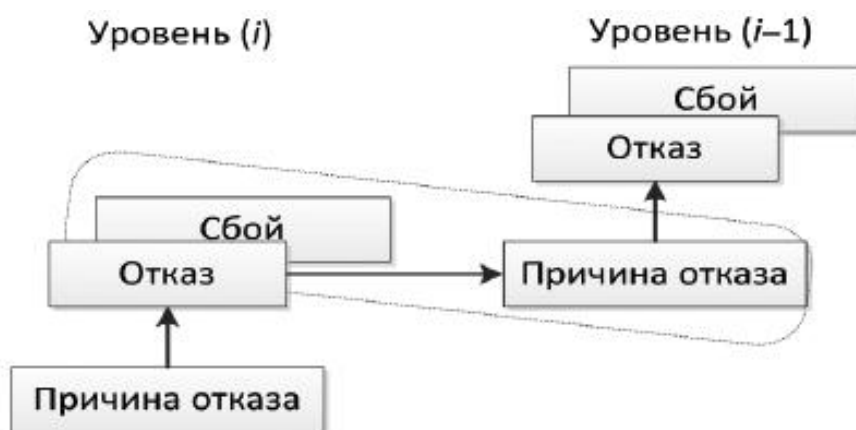 Уровень (i)
Уровень (i–1)
Сбой
Отказ
Сбой
Отказ
Причина отказа
Причина отказа